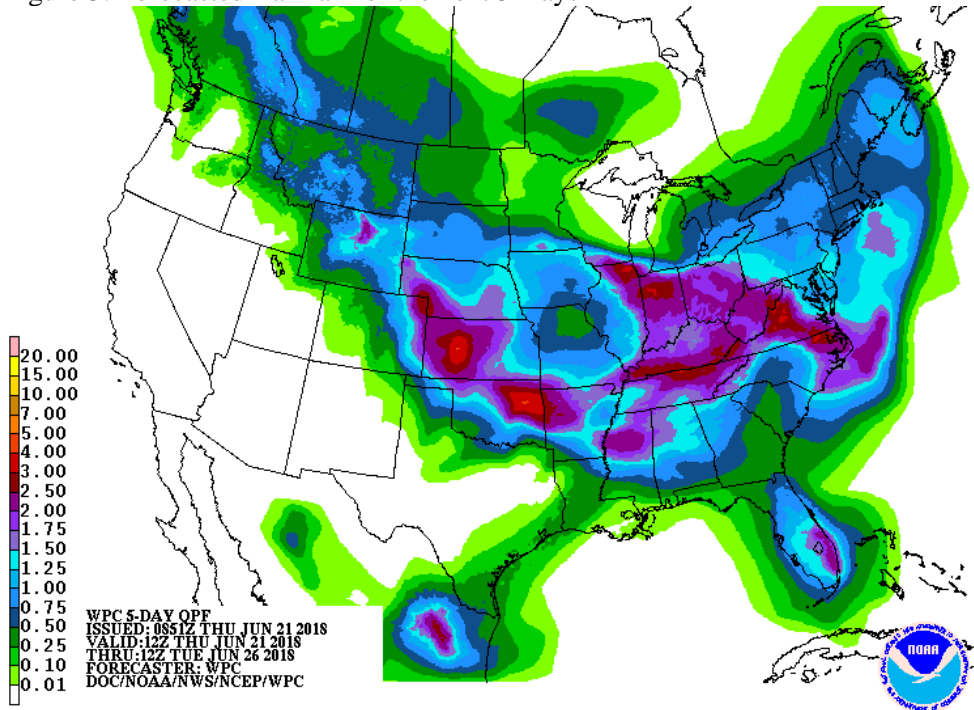 20.00
15.00
10.00
7.00
5.00
4.00
3.00
2.50
2.00
1.75
1.50
1.25
1.00
0.75
0.50
0.25
0.10
0.01
WPC 5-DAY QPF
ISSUED: 0851Z THU JUN 21 2018
VALID: 12Z THU JUN 21 2018
THRU: 12Z TUE JUN 26 2018
FORECASTER: WPC
DOC/NOAA/NWS/NCEP/WPC
NOAA